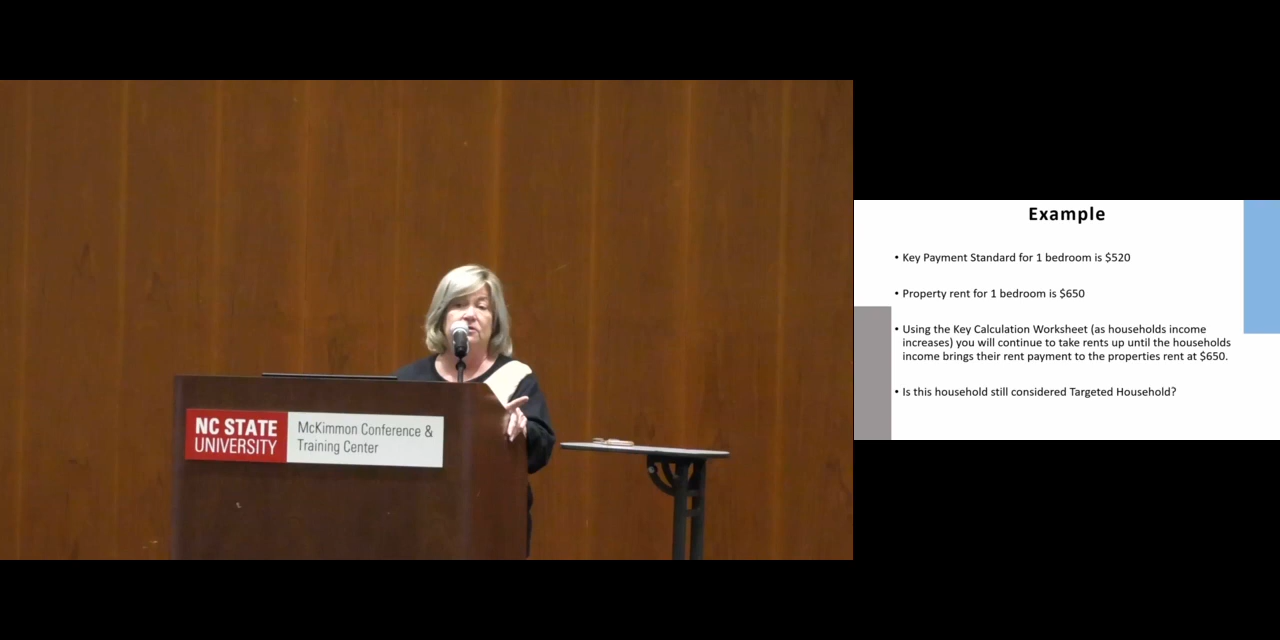 NC STATE
UNIVERSITY
McKimmon Conference &
Training Center
Example
• Key Payment Standard for 1 bedroom is $520
• Property rent for 1 bedroom is $650
• Using the Key Calculation Worksheet (as households income
increases) you will continue to take rents up until the households
income brings their rent payment to the properties rent at $650.
• Is this household still considered Targeted Household?